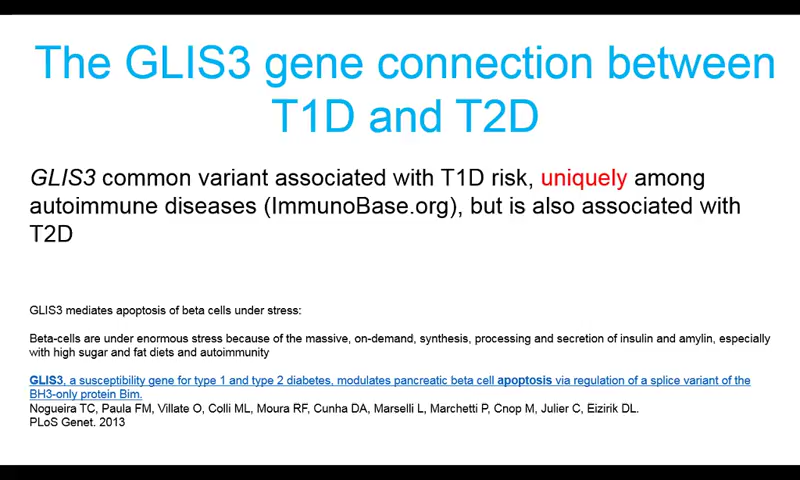 The GLIS3 gene connection between
T1D and T2D
GLIS3 common variant associated with T1D risk, uniquely among
autoimmune diseases (ImmunoBase.org), but is also associated with
T2D
GLIS3 mediates apoptosis of beta cells under stress:
Beta-cells are under enormous stress because of the massive, on-demand, synthesis, processing and secretion of insulin and amylin, especially
with high sugar and fat diets and autoimmunity
GLIS3, a susceptibility gene for type 1 and type 2 diabetes, modulates pancreatic beta cell apoptosis via regulation of a splice variant of the
BH3-only protein Bim.
Nogueira TC, Paula FM, Villate O, Colli ML, Moura RF, Cunha DA, Marselli L, Marchetti P, Cnop M, Julier C, Eizirik DL.
PLoS Genet. 2013